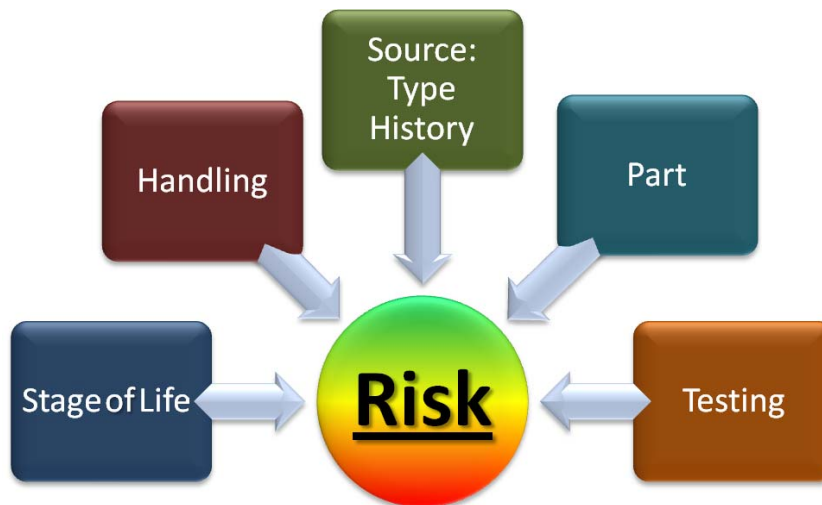 Source:
Type
History
Handling
Part
Stage of Life
Risk
Testing